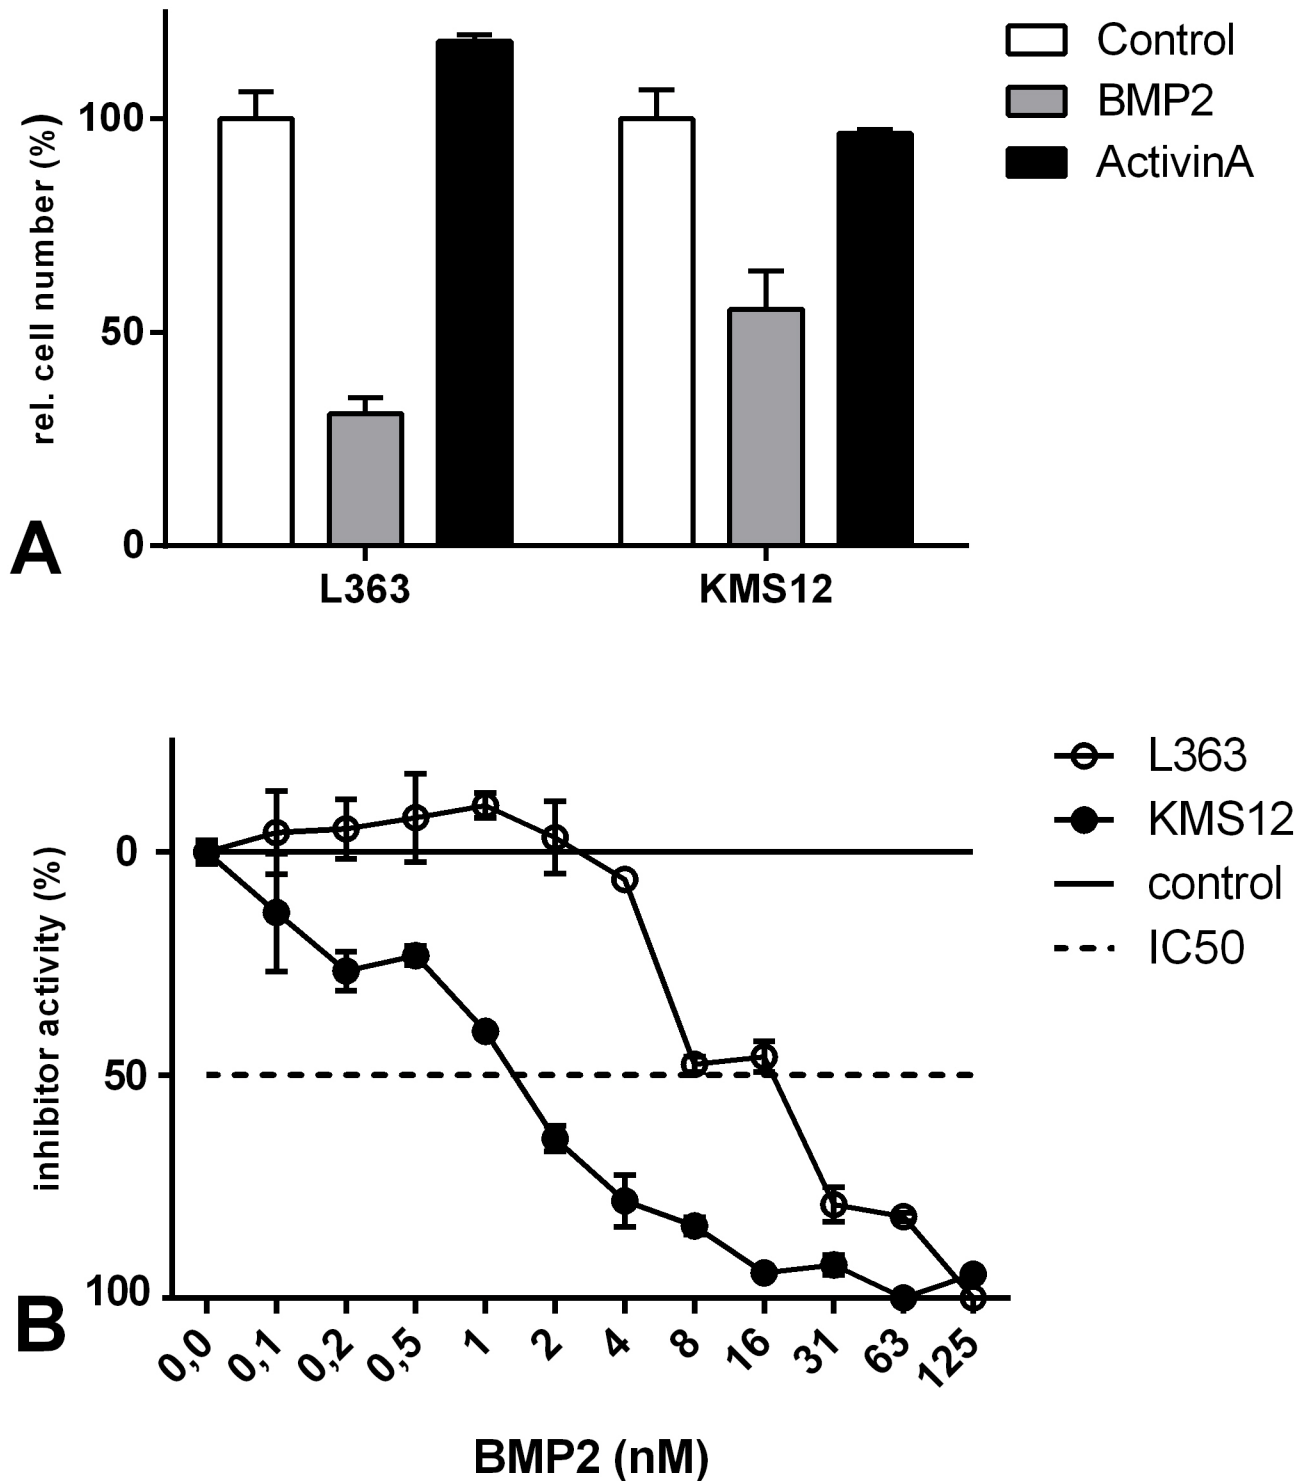 rel. cell number (%)
100
50
0
L363
KMS12
Control
BMP2
ActivinA
A
inhibitor activity (%)
0
50
100
0,0
0,1
0,2
0,5
1
2
4
8
16
31
63
125
BMP2 (nM)
L363
KMS12
control
IC50
B